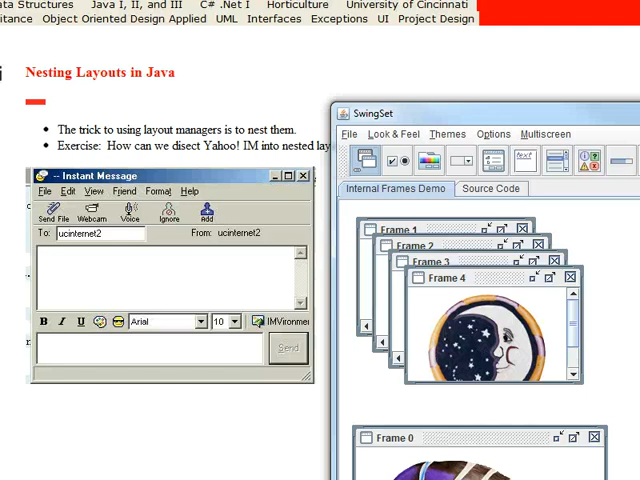 ata Structures Java I, II, and III C# .Net I Horticulture University of Cincinnati
itance Object Oriented Design Applied UML Interfaces Exceptions UI Project Design
i
Nesting Layouts in Java
The trick to using layout managers is to nest them.
Exercise: How can we disect Yahoo! IM into nested lay
-- Instant Message
File Edit View Friend Format Help
Send File Webcam Voice Ignore Add
To: ucinternet2 From: ucinternet2
B I U Arial 10 IMVironmen
Send
SwingSet
File Look & Feel Themes Options Multiscreen
text
Internal Frames Demo Source Code
Frame 1
Frame 2
Frame 3
Frame 4
Frame 0